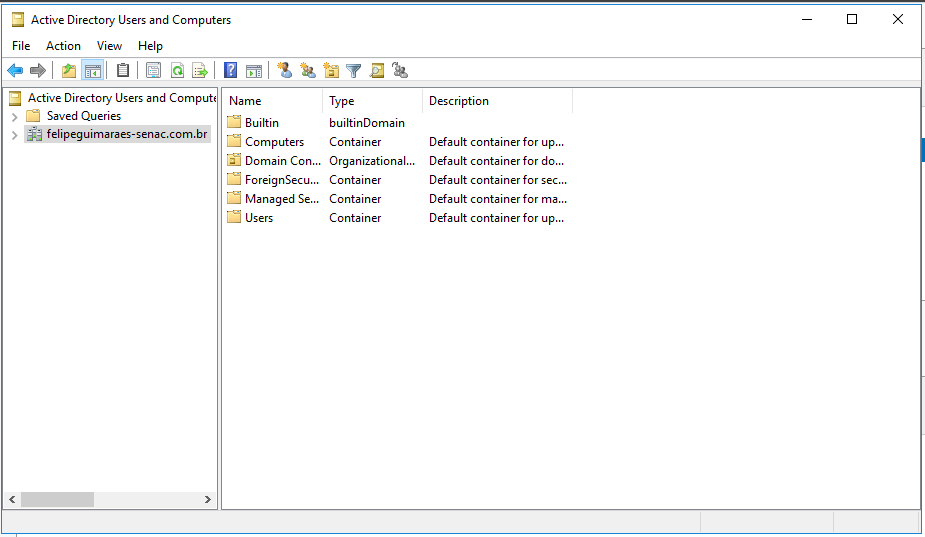 Active Directory Users and Computers
File Action View Help
Active Directory Users and Compute
Saved Queries
felipeguimaraes-senac.com.br
Name Type Description
Builtin builtinDomain
Computers Container Default container for up...
Domain Con... Organizational... Default container for do...
ForeignSecu... Container Default container for sec...
Managed Se... Container Default container for ma...
Users Container Default container for up...